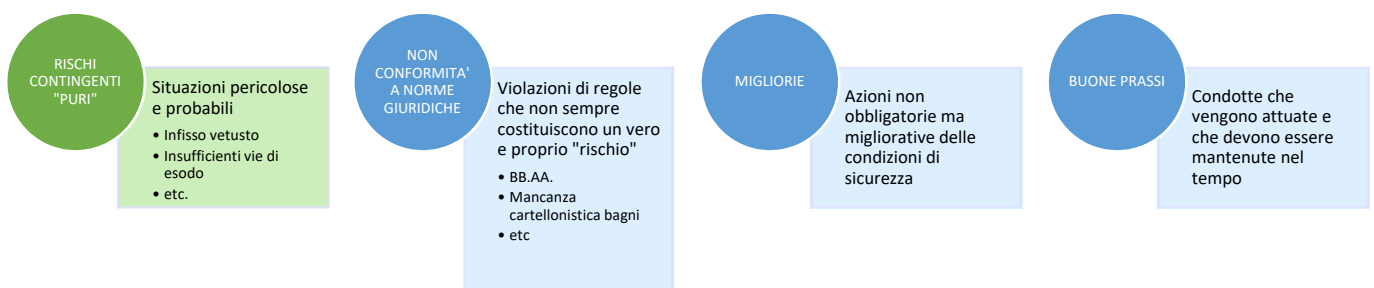 RISCHI
CONTINGENTI
"PURI"
Situazioni pericolose
e probabili
• Infisso vetusto
• Insufficienti vie di
esodo
• etc.
NON
CONFORMITA'
A NORME
GIURIDICHE
Violazioni di regole
che non sempre
costituiscono un vero
e proprio "rischio"
• BB.AA.
• Mancanza
cartellonistica bagni
• etc
MIGLIORIE
Azioni non
obbligatorie ma
migliorative delle
condizioni di
sicurezza
BUONE PRASSI
Condotte che
vengono attuate e
che devono essere
mantenute nel
tempo